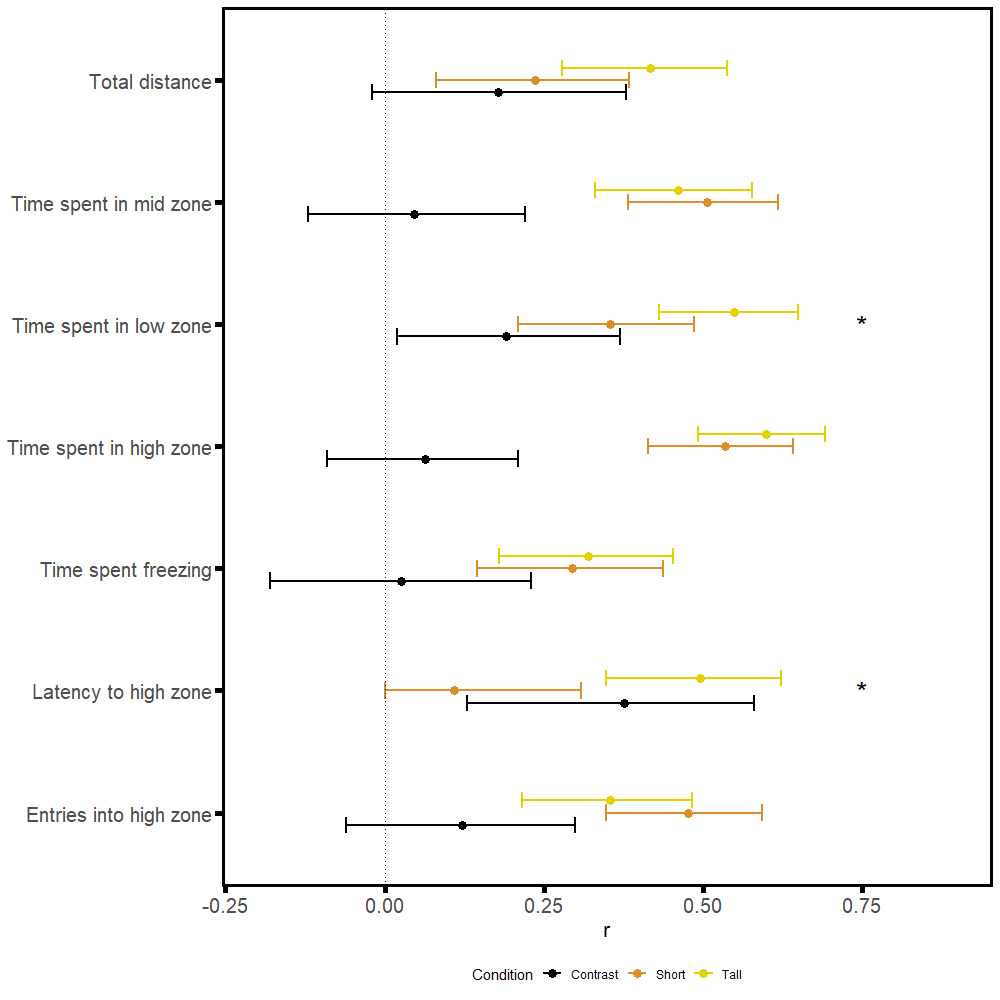 Total distance
Time spent in mid zone
Time spent in low zone *
Time spent in high zone
Time spent freezing
Latency to high zone *
Entries into high zone
-0.25 0.00 0.25 0.50 0.75
r
Condition Contrast Short Tall